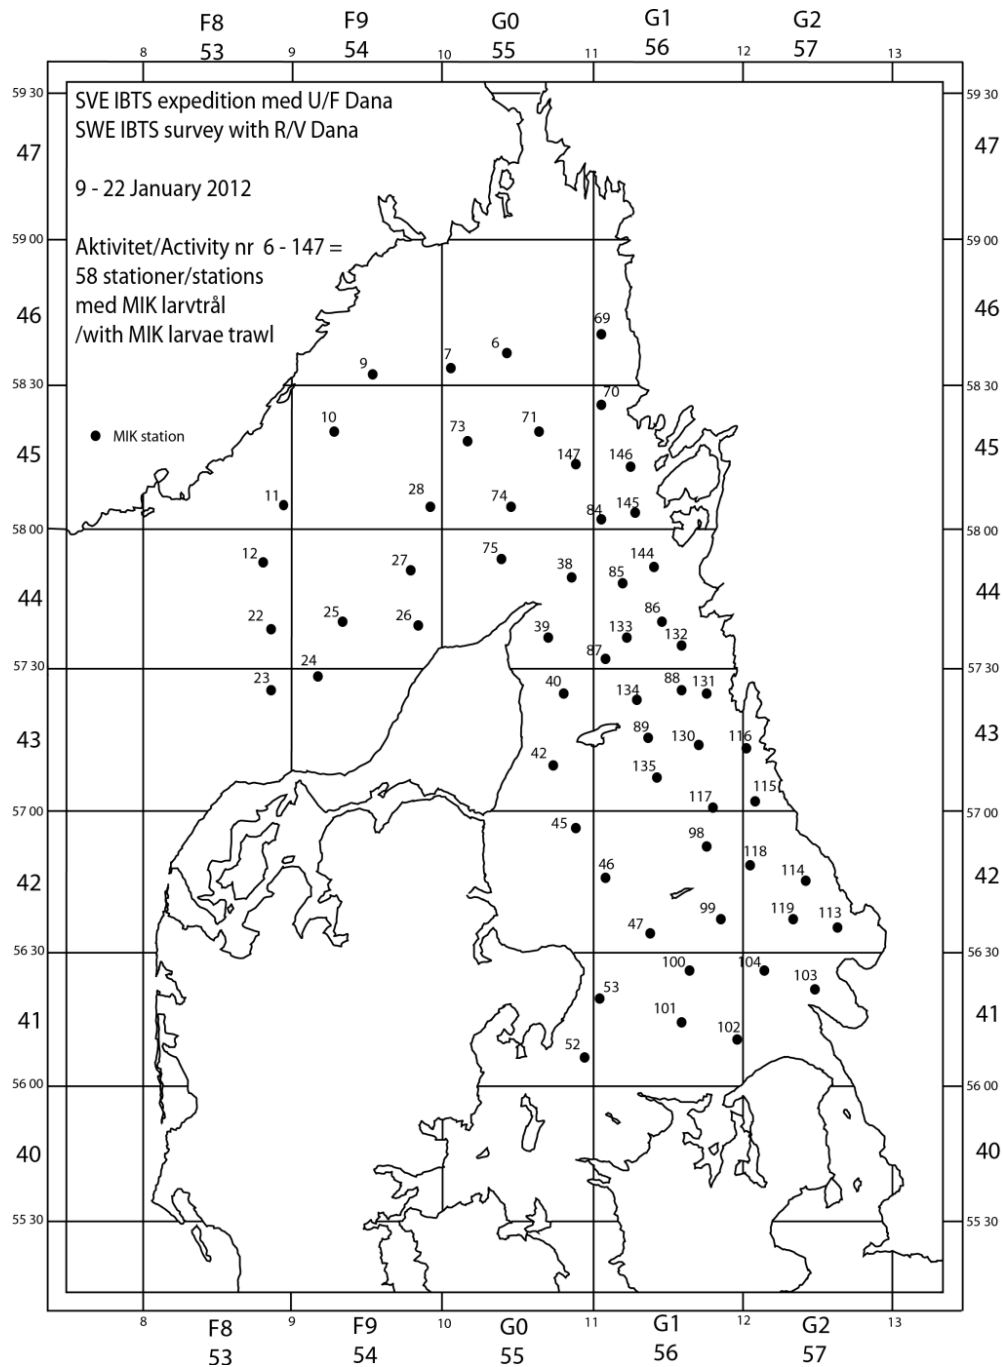 F8 F9 G0 G1 G2
53 54 55 56 57
8 9 10 11 12 13
59 30 59 30
SVE IBTS expedition med U/F Dana
SWE IBTS survey with R/V Dana
47 47
9 - 22 January 2012
59 00 59 00
Aktivitet/Activity nr 6 - 147 =
58 stationer/stations
med MIK larvtrål
46 46
/with MIK larvae trawl
69
6
7
9
58 30 58 30
70
10 73 71
MIK station
45 45
147 146
11 28 74 84 145
58 00 58 00
12 27 75 38 85 144
44 44
22 25 26 39 133 86 132
87
57 30 57 30
24
23 40 134 88 131
43 43
89 130 116
42 135
115
117
57 00 57 00
45
98
118
46 114
42 42
47 99 119 113
56 30 56 30
100 104
103
53
41 41
101
102
52
56 00 56 00
40 40
55 30 55 30
8 9 10 11 12 13
F8 F9 G0 G1 G2
53 54 55 56 57